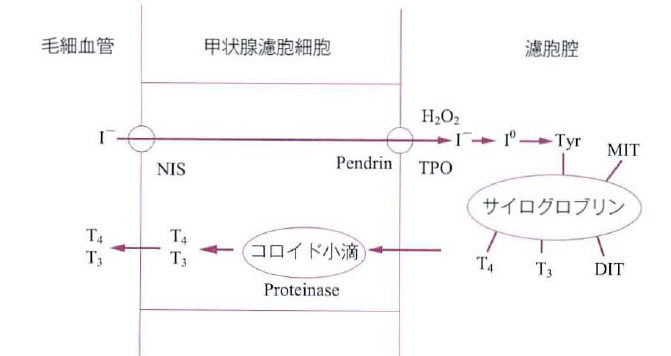 毛細血管
甲状腺濾胞細胞
濾胞腔
I⁻
NIS
Pendrin
H₂O₂
TPO
I⁻
I⁰
Tyr
MIT
サイログロブリン
T₄
T₃
DIT
コロイド小滴
Proteinase
T₄
T₃
T₄
T₃